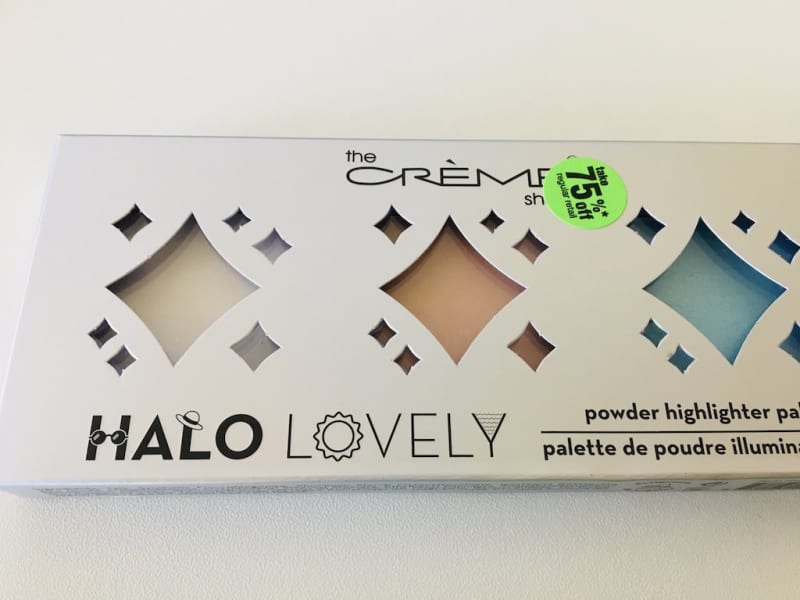 the
CRÈME
sh
take
75%* off
regular retail
HALO LOVELY
powder highlighter pal
palette de poudre illumina